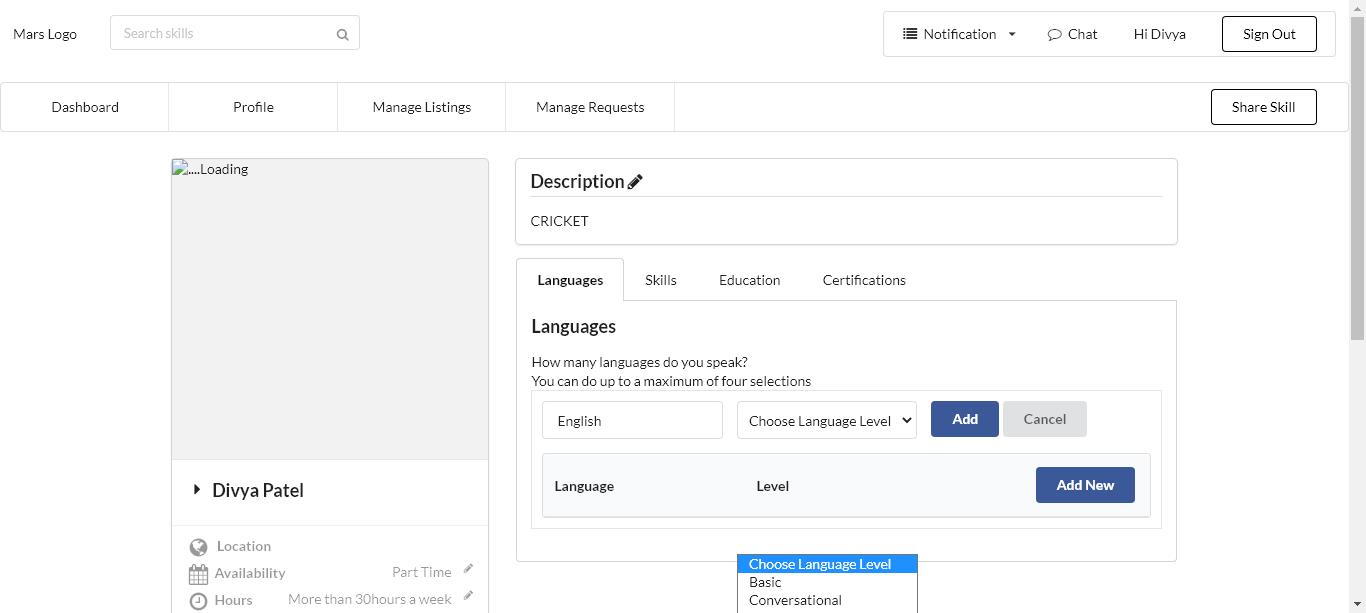 Mars Logo
Search skills
Notification
Chat
Hi Divya
Sign Out
Dashboard
Profile
Manage Listings
Manage Requests
Share Skill
....Loading
Divya Patel
Location
Availability
Part Time
Hours
More than 30hours a week
Description
CRICKET
Languages
Skills
Education
Certifications
Languages
How many languages do you speak?
You can do up to a maximum of four selections
English
Choose Language Level
Add
Cancel
Language
Level
Add New
Choose Language Level
Basic
Conversational